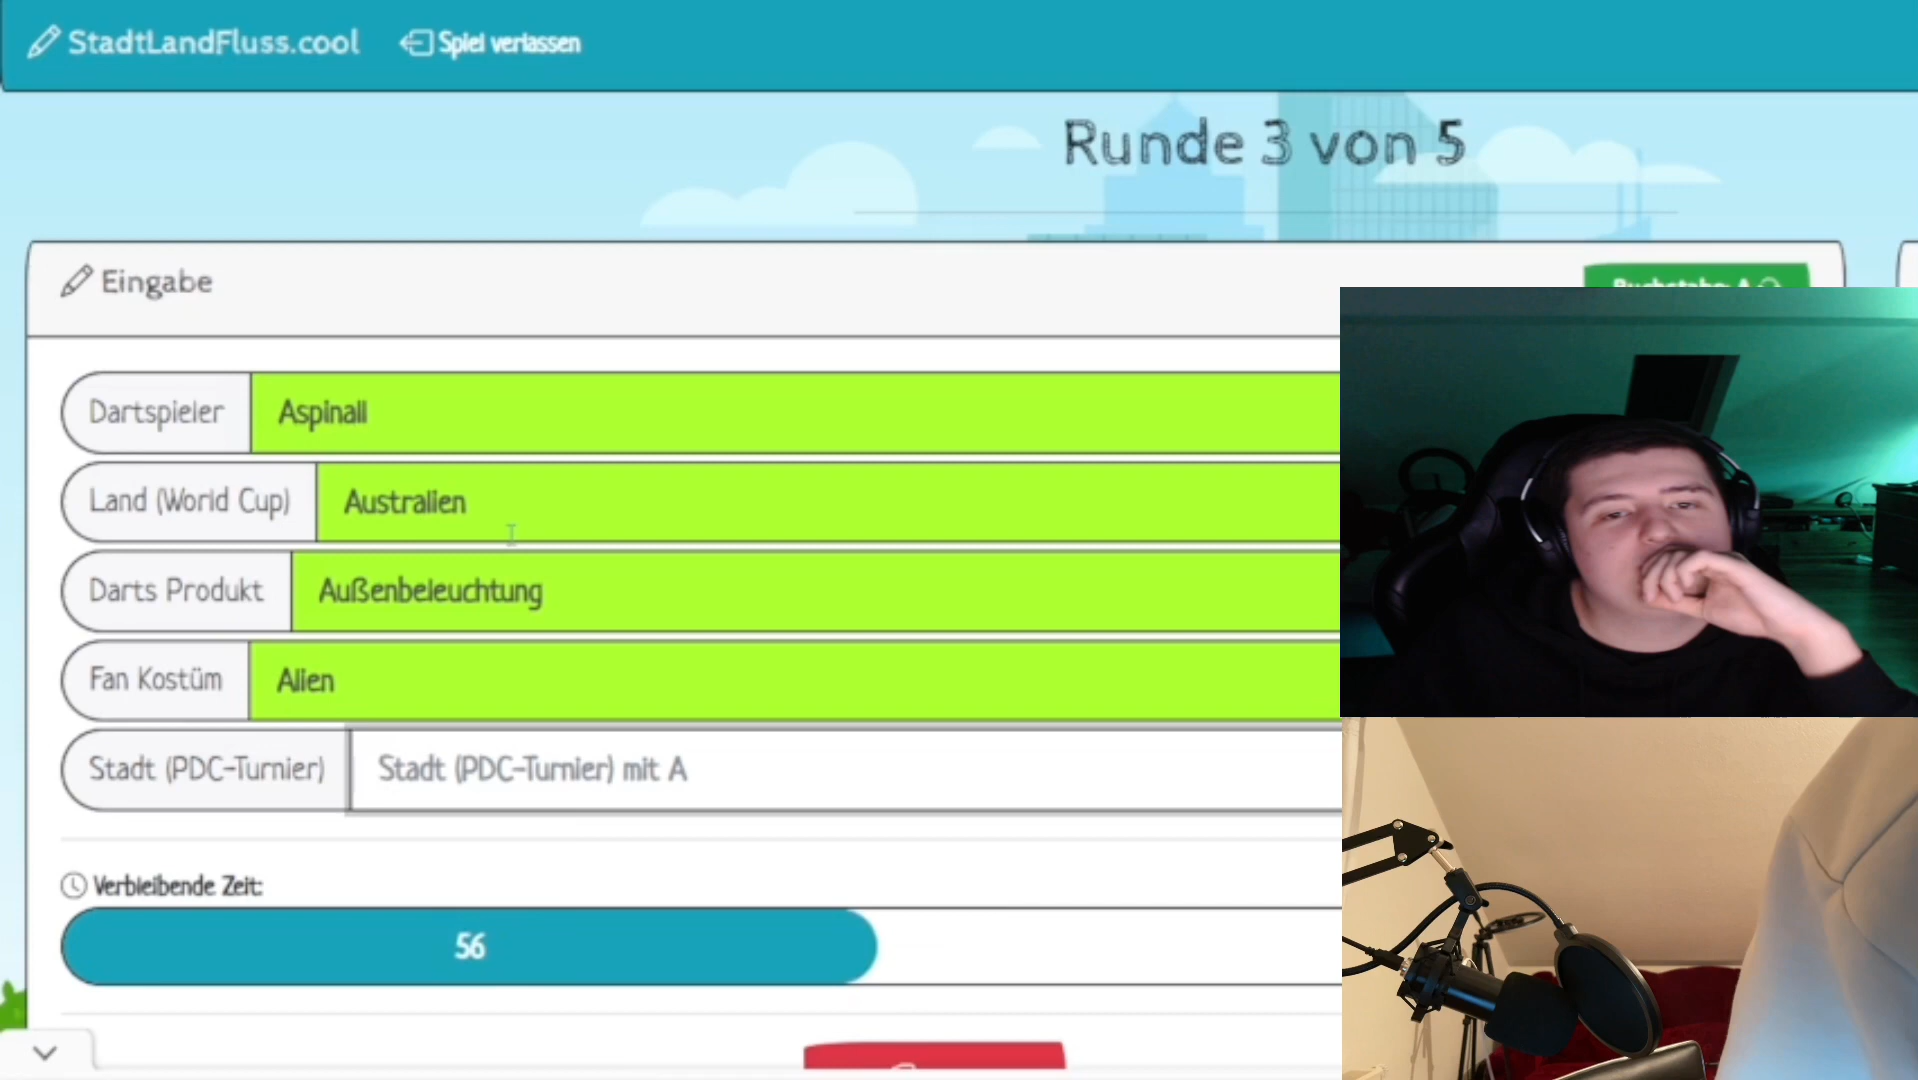 StadtLandFluss.cool
Spiel verlassen
Runde 3 von 5
Eingabe
Dartspieler
Aspinall
Land (World Cup)
Australien
Darts Produkt
Außenbeleuchtung
Fan Kostüm
Alien
Stadt (PDC-Turnier)
Stadt (PDC-Turnier) mit A
Verbleibende Zeit:
56